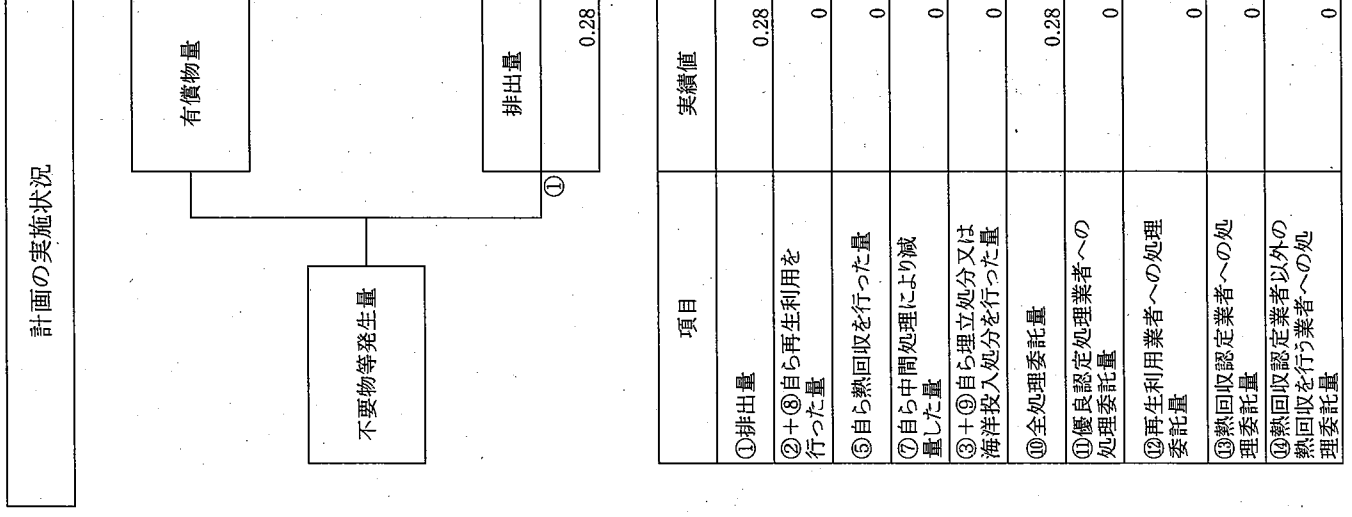 計画の実施状況
有償物量
不要物等発生量
排出量
①
0.28
項目
実績値
①排出量
0.28
②+⑧自ら再生利用を
行った量
0
⑤自ら熱回収を行った量
0
⑦自ら中間処理により減
量した量
0
③+⑨自ら埋立処分又は
海洋投入処分を行った量
0
⑩全処理委託量
0.28
⑪優良認定処理業者への
処理委託量
0
⑫再生利用業者への処理
委託量
0
⑬熱回収認定業者への処
理委託量
0
⑭熱回収認定業者以外の
熱回収を行う業者への処
理委託量
0